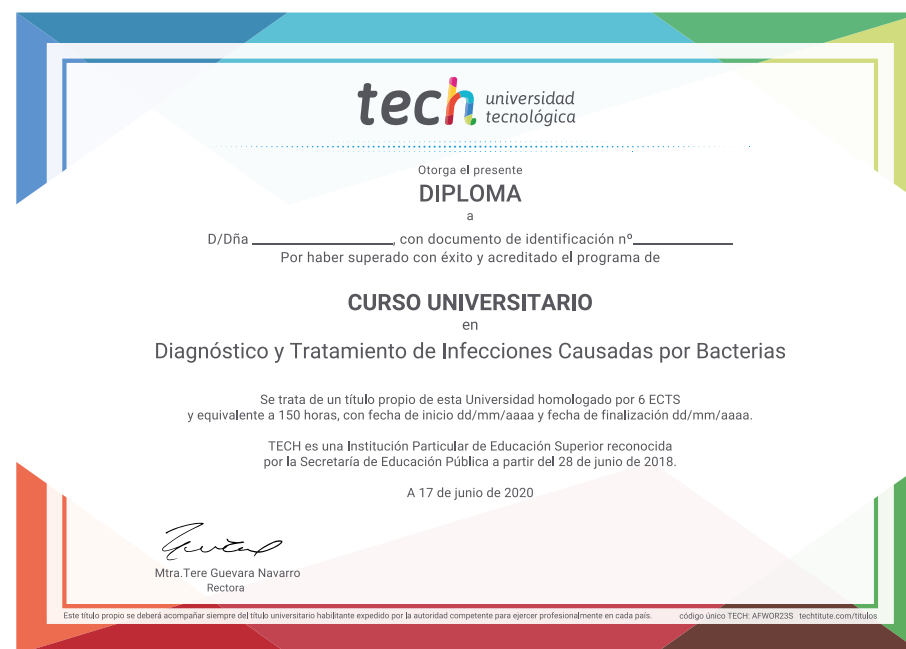 tech universidad
tecnológica
Otorga el presente
DIPLOMA
a
D/Dña ____________________, con documento de identificación nº______________
Por haber superado con éxito y acreditado el programa de
CURSO UNIVERSITARIO
en
Diagnóstico y Tratamiento de Infecciones Causadas por Bacterias
Se trata de un título propio de esta Universidad homologado por 6 ECTS
y equivalente a 150 horas, con fecha de inicio dd/mm/aaaa y fecha de finalización dd/mm/aaaa.
TECH es una Institución Particular de Educación Superior reconocida
por la Secretaría de Educación Pública a partir del 28 de junio de 2018.
A 17 de junio de 2020
Mtra.Tere Guevara Navarro
Rectora
Este título propio se deberá acompañar siempre del título universitario habilitante expedido por la autoridad competente para ejercer profesionalmente en cada país. código único TECH: AFWOR23S techtitute.com/titulos